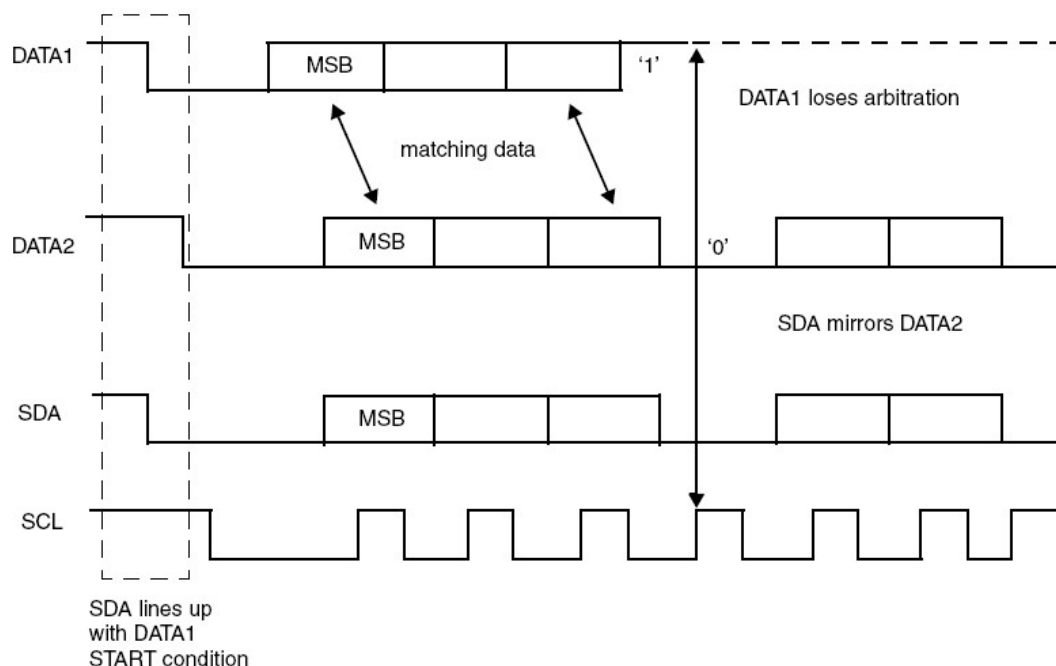 DATA1
MSB
‘1’
DATA1 loses arbitration
matching data
DATA2
MSB
‘0’
SDA mirrors DATA2
SDA
MSB
SCL
SDA lines up
with DATA1
START condition